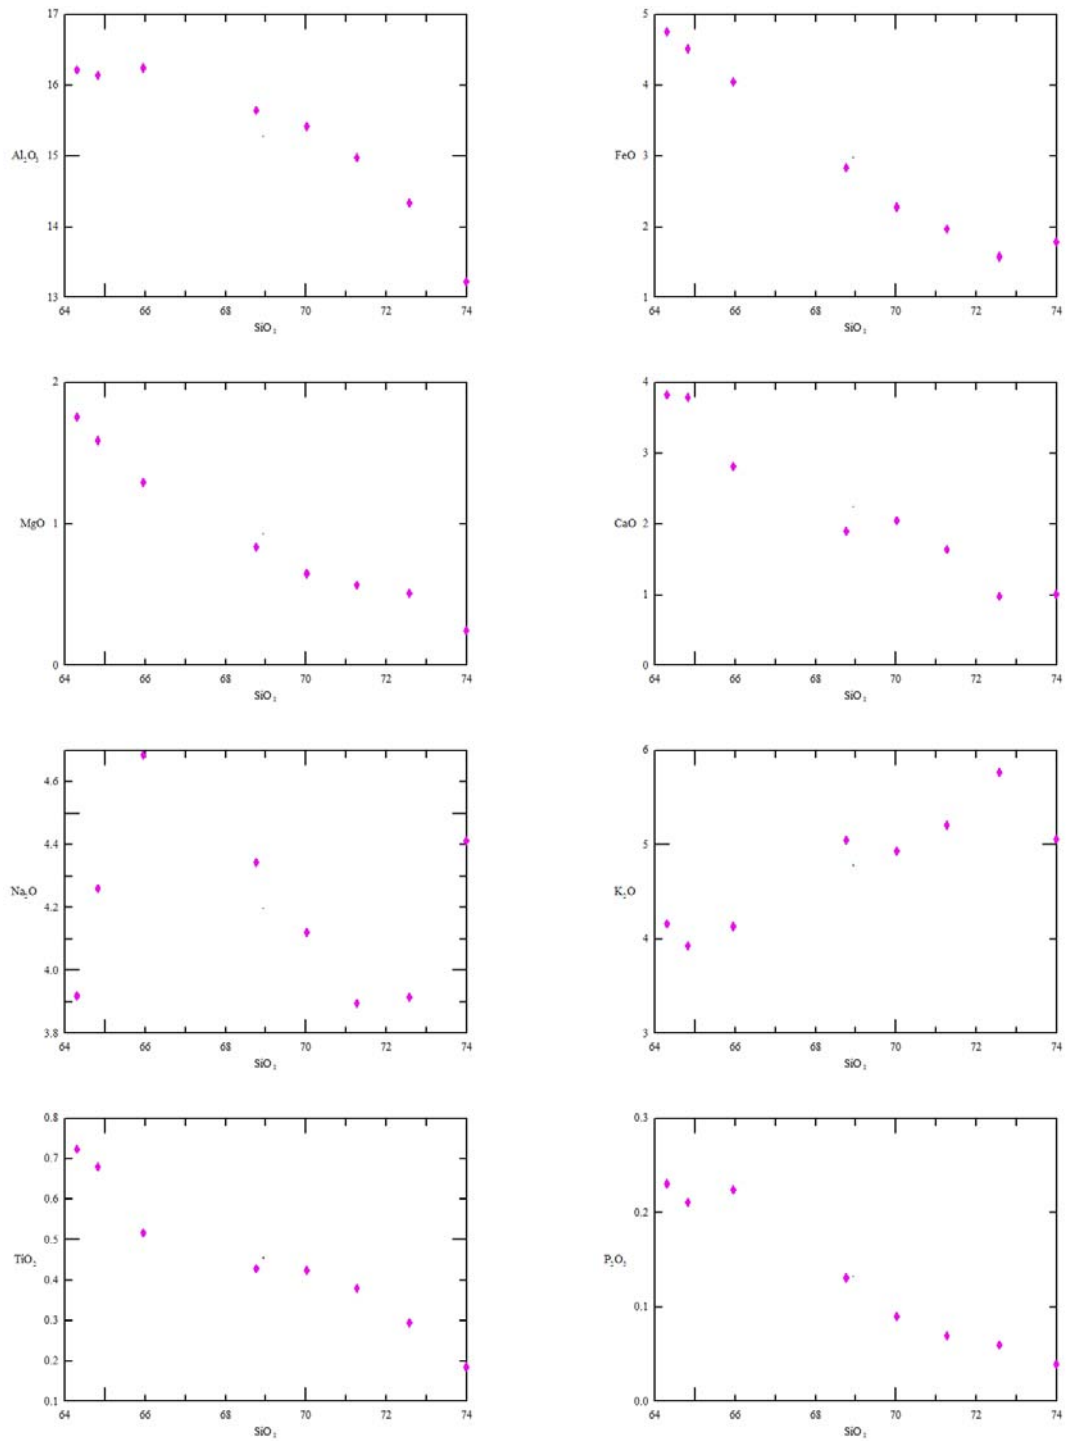 17
16
Al₂O₃ 15
14
13
64 66 68 70 72 74
SiO₂
5
4
FeO 3
2
1
64 66 68 70 72 74
SiO₂
2
MgO 1
0
64 66 68 70 72 74
SiO₂
4
3
CaO 2
1
0
64 66 68 70 72 74
SiO₂
4.6
4.4
Na₂O
4.2
4.0
3.8
64 66 68 70 72 74
SiO₂
6
5
K₂O
4
3
64 66 68 70 72 74
SiO₂
0.8
0.7
0.6
0.5
TiO₂
0.4
0.3
0.2
0.1
64 66 68 70 72 74
SiO₂
0.3
0.2
P₂O₅
0.1
0.0
64 66 68 70 72 74
SiO₂